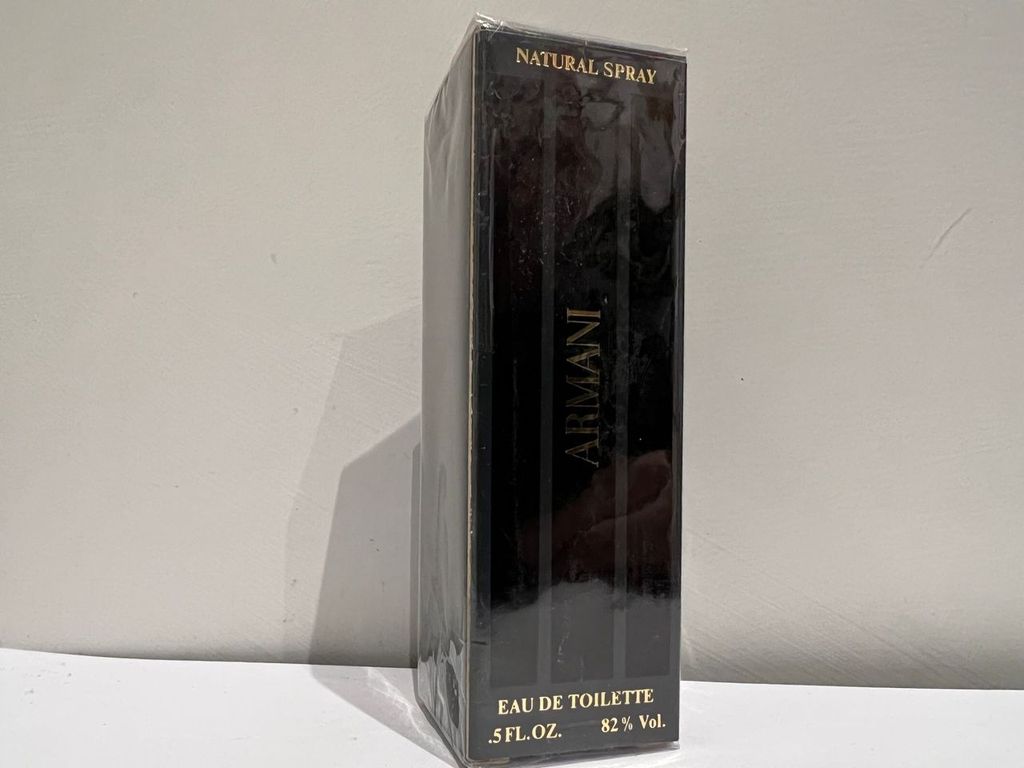 NATURAL SPRAY
ARMANI
EAU DE TOILETTE
.5 FL.OZ. 82% Vol.